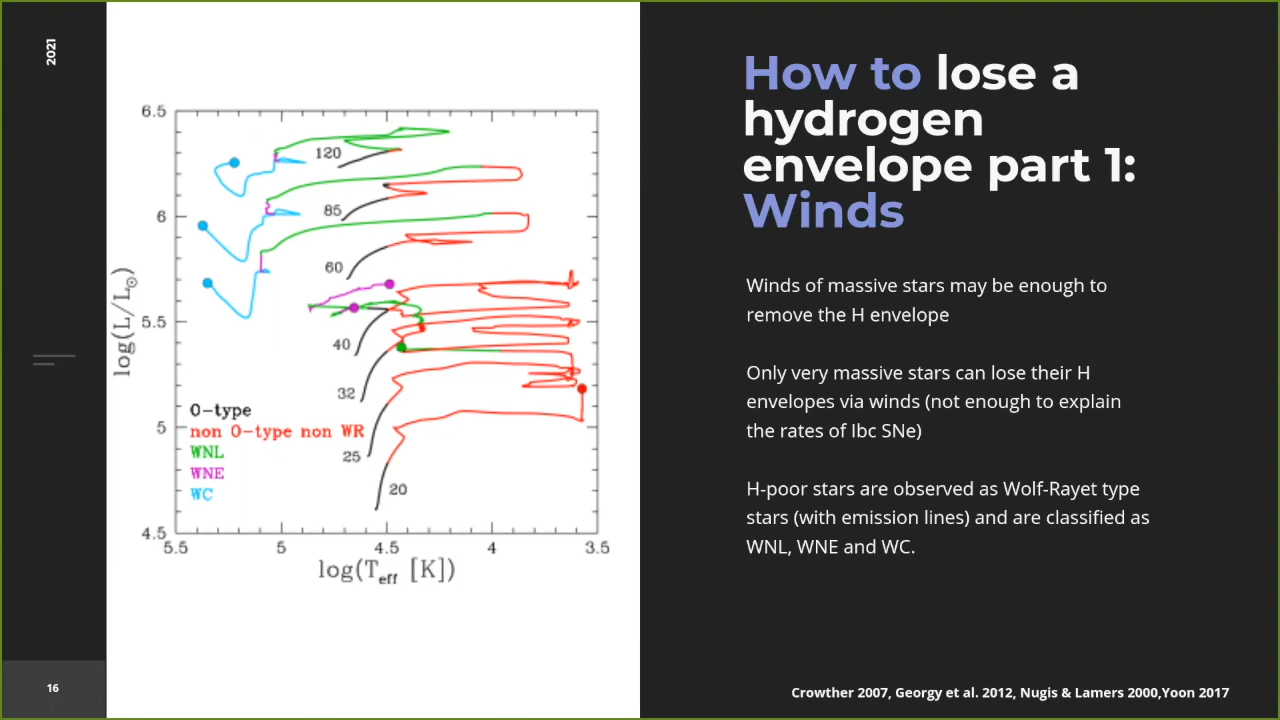 2021
How to lose a
hydrogen
envelope part 1:
Winds
6.5
6
5.5
5
4.5
log(L/L☉)
120
85
60
40
32
25
20
O-type
non O-type non WR
WNL
WNE
WC
5.5 5 4.5 4 3.5
log(Teff [K])
Winds of massive stars may be enough to
remove the H envelope
Only very massive stars can lose their H
envelopes via winds (not enough to explain
the rates of Ibc SNe)
H-poor stars are observed as Wolf-Rayet type
stars (with emission lines) and are classified as
WNL, WNE and WC.
16
Crowther 2007, Georgy et al. 2012, Nugis & Lamers 2000,Yoon 2017